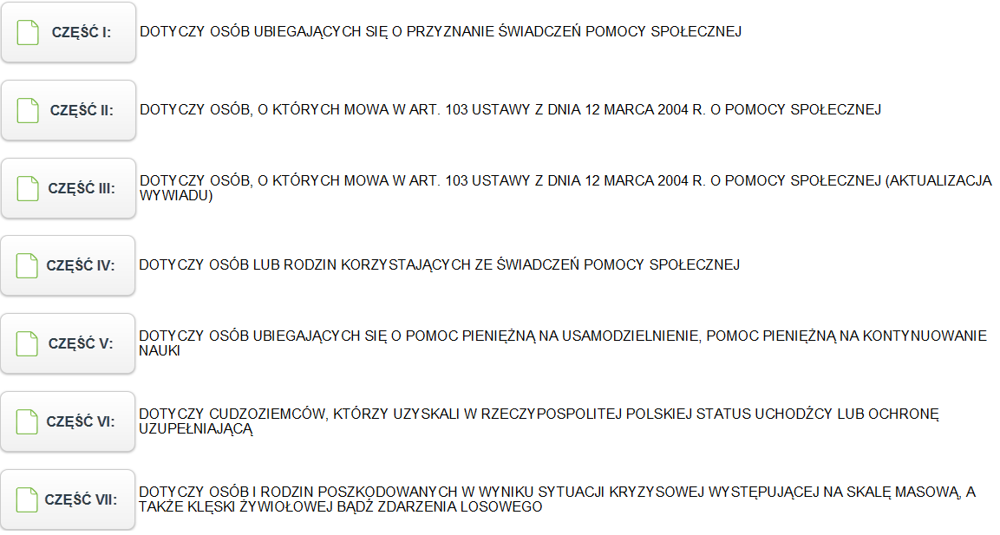 CZĘŚĆ I: DOTYCZY OSÓB UBIEGAJĄCYCH SIĘ O PRZYZNANIE ŚWIADCZEŃ POMOCY SPOŁECZNEJ
CZĘŚĆ II: DOTYCZY OSÓB, O KTÓRYCH MOWA W ART. 103 USTAWY Z DNIA 12 MARCA 2004 R. O POMOCY SPOŁECZNEJ
CZĘŚĆ III: DOTYCZY OSÓB, O KTÓRYCH MOWA W ART. 103 USTAWY Z DNIA 12 MARCA 2004 R. O POMOCY SPOŁECZNEJ (AKTUALIZACJA
WYWIADU)
CZĘŚĆ IV: DOTYCZY OSÓB LUB RODZIN KORZYSTAJĄCYCH ZE ŚWIADCZEŃ POMOCY SPOŁECZNEJ
CZĘŚĆ V: DOTYCZY OSÓB UBIEGAJĄCYCH SIĘ O POMOC PIENIĘŻNĄ NA USAMODZIELNIENIE, POMOC PIENIĘŻNĄ NA KONTYNUOWANIE
NAUKI
CZĘŚĆ VI: DOTYCZY CUDZOZIEMCÓW, KTÓRZY UZYSKALI W RZECZYPOSPOLITEJ POLSKIEJ STATUS UCHODŹCY LUB OCHRONĘ
UZUPEŁNIAJĄCĄ
CZĘŚĆ VII: DOTYCZY OSÓB I RODZIN POSZKODOWANYCH W WYNIKU SYTUACJI KRYZYSOWEJ WYSTĘPUJĄCEJ NA SKALĘ MASOWĄ, A
TAKŻE KLĘSKI ŻYWIOŁOWEJ BĄDŹ ZDARZENIA LOSOWEGO